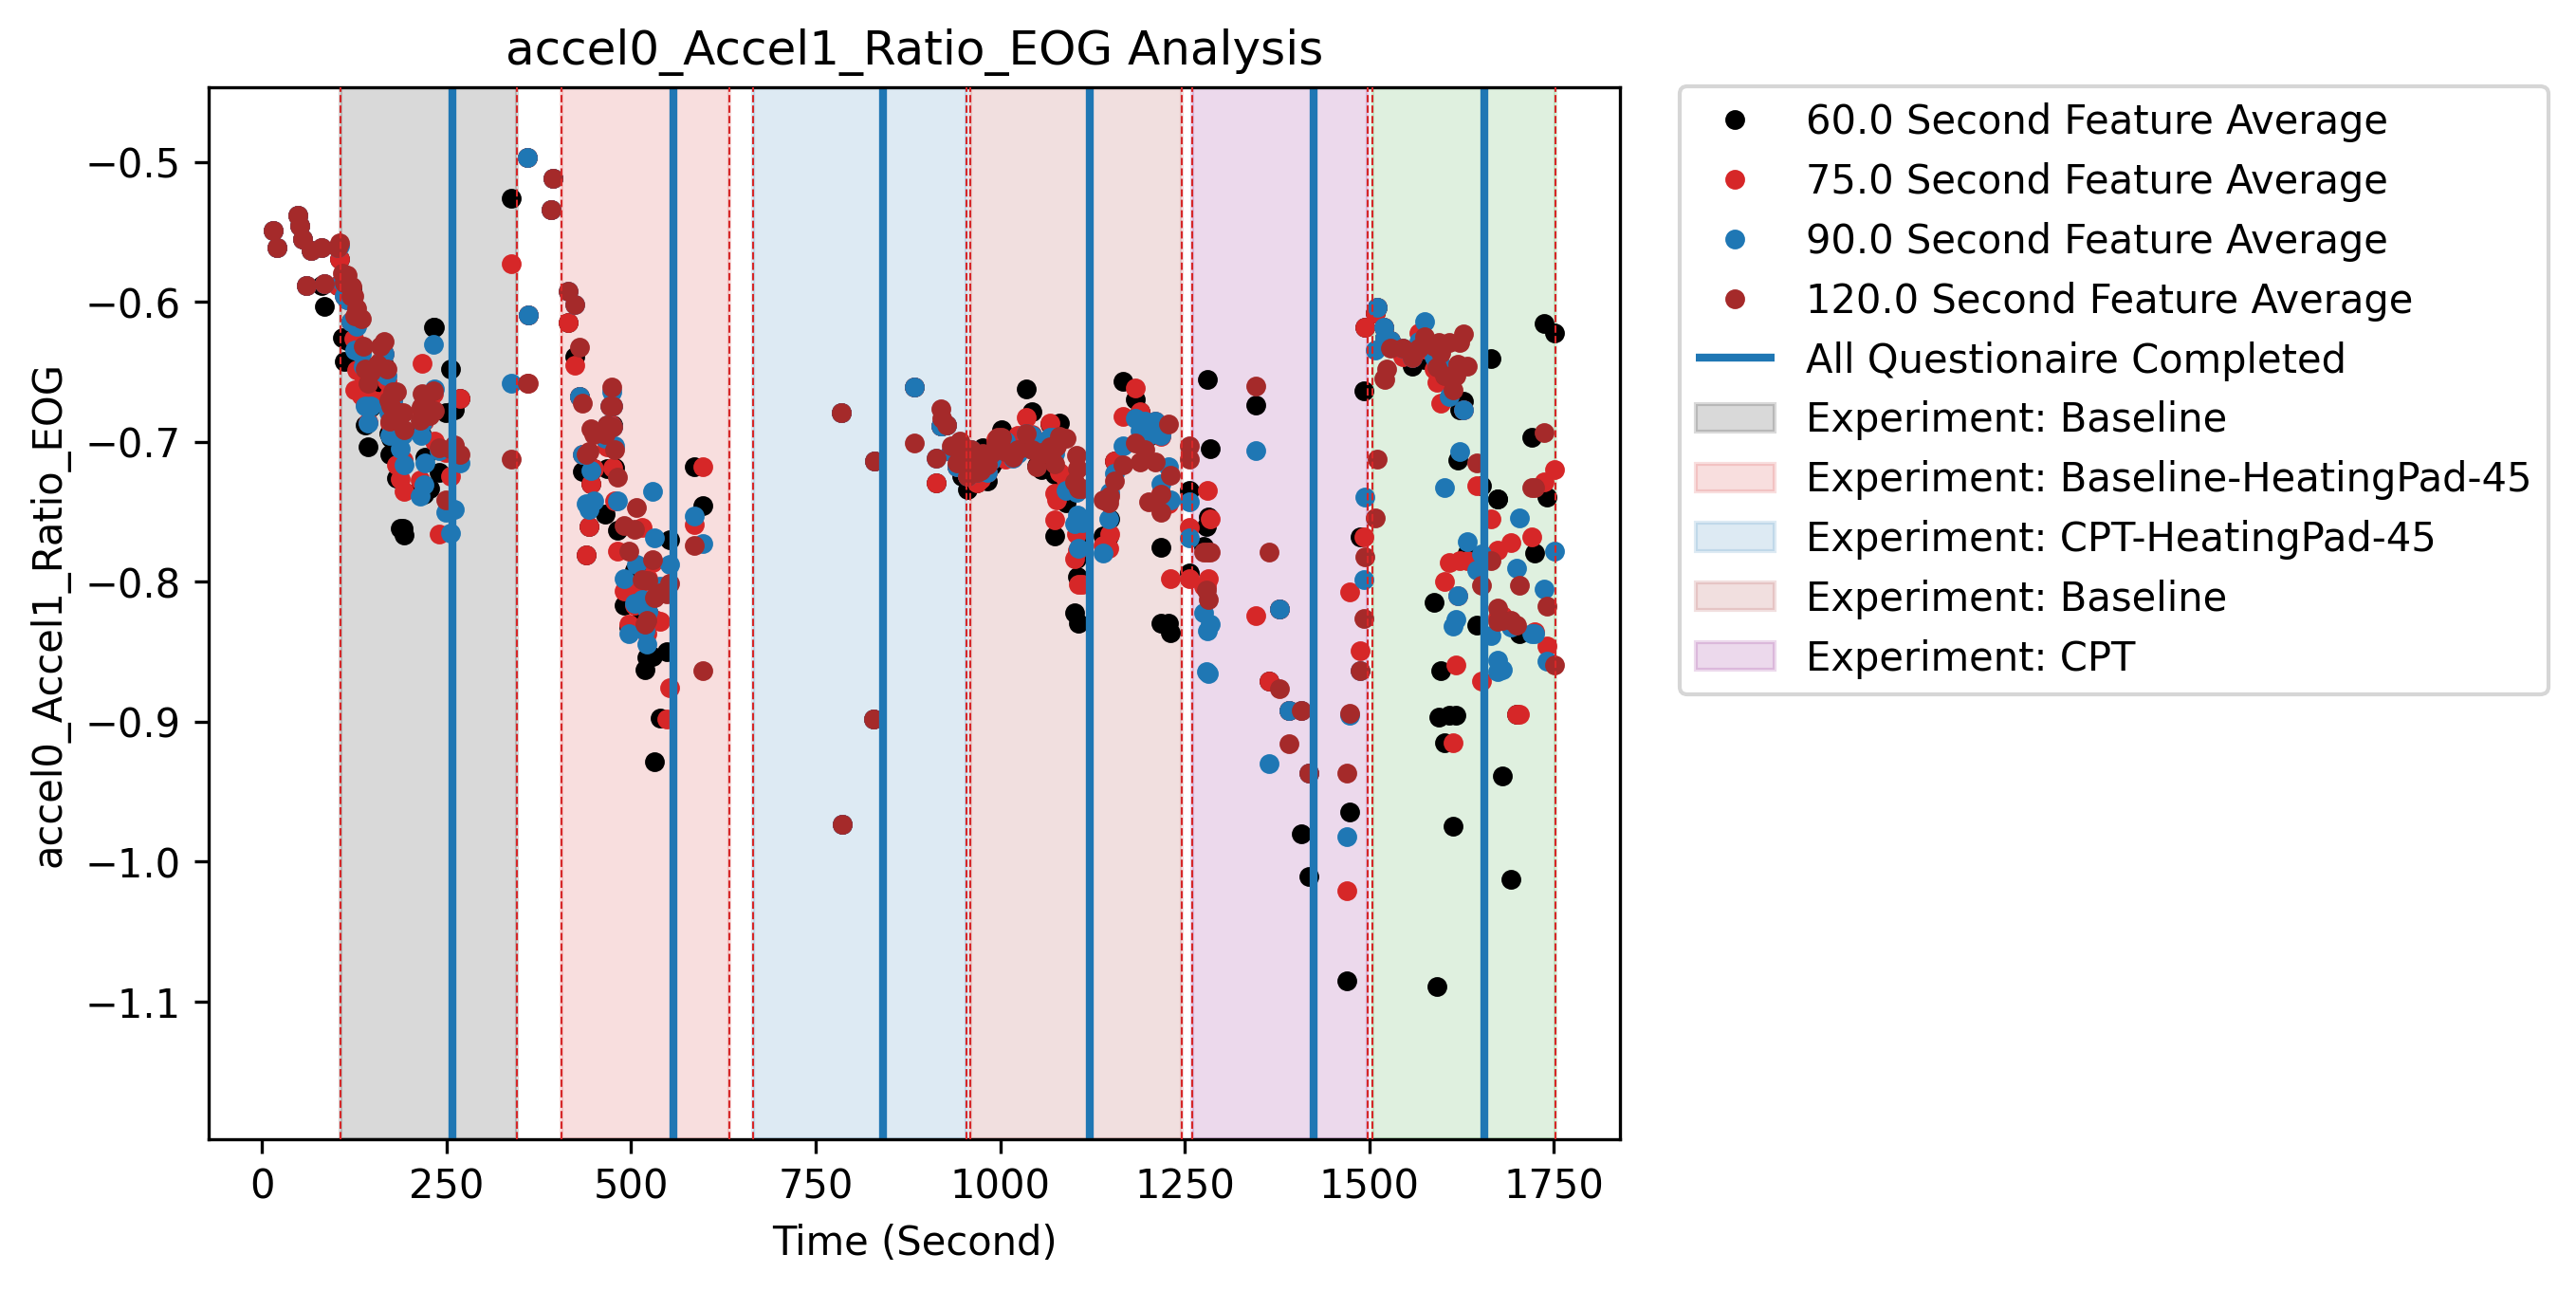 accel0_Accel1_Ratio_EOG Analysis
accel0_Accel1_Ratio_EOG
−0.5
−0.6
−0.7
−0.8
−0.9
−1.0
−1.1
0 250 500 750 1000 1250 1500 1750
Time (Second)
60.0 Second Feature Average
75.0 Second Feature Average
90.0 Second Feature Average
120.0 Second Feature Average
All Questionaire Completed
Experiment: Baseline
Experiment: Baseline-HeatingPad-45
Experiment: CPT-HeatingPad-45
Experiment: Baseline
Experiment: CPT